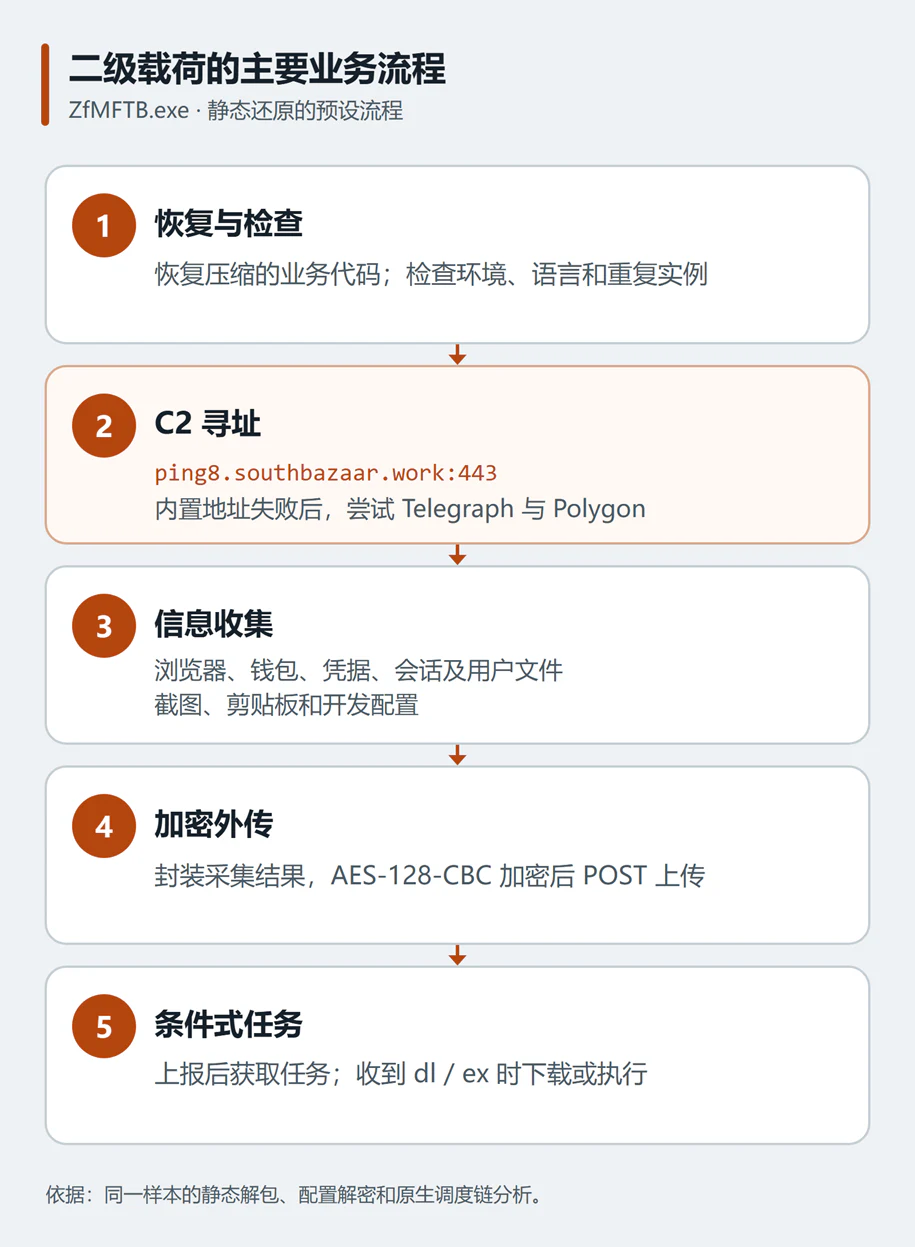 二级载荷的主要业务流程
ZfMFTB.exe · 静态还原的预设流程
1
恢复与检查
恢复压缩的业务代码；检查环境、语言和重复实例
2
C2 寻址
ping8.southbazaar.work:443
内置地址失败后，尝试 Telegraph 与 Polygon
3
信息收集
浏览器、钱包、凭据、会话及用户文件
截图、剪贴板和开发配置
4
加密外传
封装采集结果，AES-128-CBC 加密后 POST 上传
5
条件式任务
上报后获取任务；收到 dl / ex 时下载或执行
依据：同一样本的静态解包、配置解密和原生调度链分析。